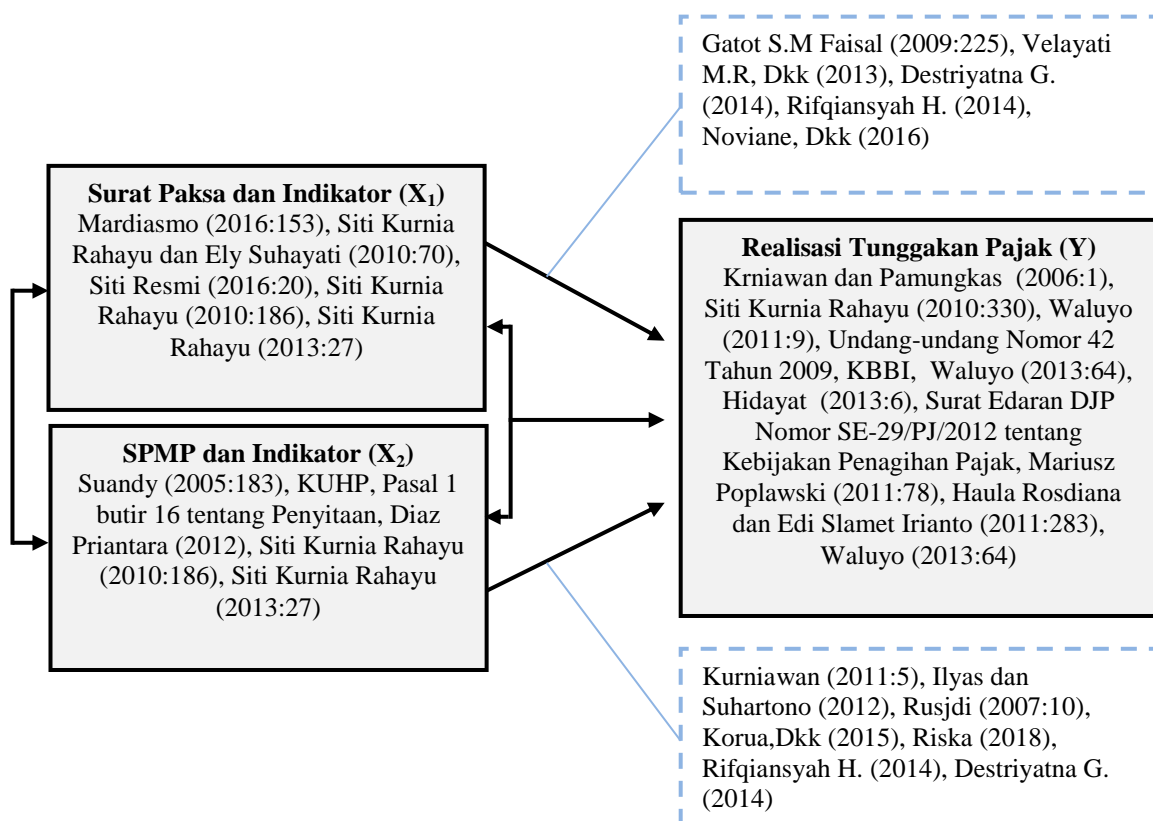 Gatot S.M Faisal (2009:225), Velayati
M.R, Dkk (2013), Destriyatna G.
(2014), Rifqiansyah H. (2014),
Noviane, Dkk (2016)
Surat Paksa dan Indikator (X₁)
Mardiasmo (2016:153), Siti Kurnia
Rahayu dan Ely Suhayati (2010:70),
Siti Resmi (2016:20), Siti Kurnia
Rahayu (2010:186), Siti Kurnia
Rahayu (2013:27)
SPMP dan Indikator (X₂)
Suandy (2005:183), KUHP, Pasal 1
butir 16 tentang Penyitaan, Diaz
Priantara (2012), Siti Kurnia Rahayu
(2010:186), Siti Kurnia Rahayu
(2013:27)
Realisasi Tunggakan Pajak (Y)
Krniawan dan Pamungkas (2006:1),
Siti Kurnia Rahayu (2010:330), Waluyo
(2011:9), Undang-undang Nomor 42
Tahun 2009, KBBI, Waluyo (2013:64),
Hidayat (2013:6), Surat Edaran DJP
Nomor SE-29/PJ/2012 tentang
Kebijakan Penagihan Pajak, Mariusz
Poplawski (2011:78), Haula Rosdiana
dan Edi Slamet Irianto (2011:283),
Waluyo (2013:64)
Kurniawan (2011:5), Ilyas dan
Suhartono (2012), Rusjdi (2007:10),
Korua,Dkk (2015), Riska (2018),
Rifqiansyah H. (2014), Destriyatna G.
(2014)